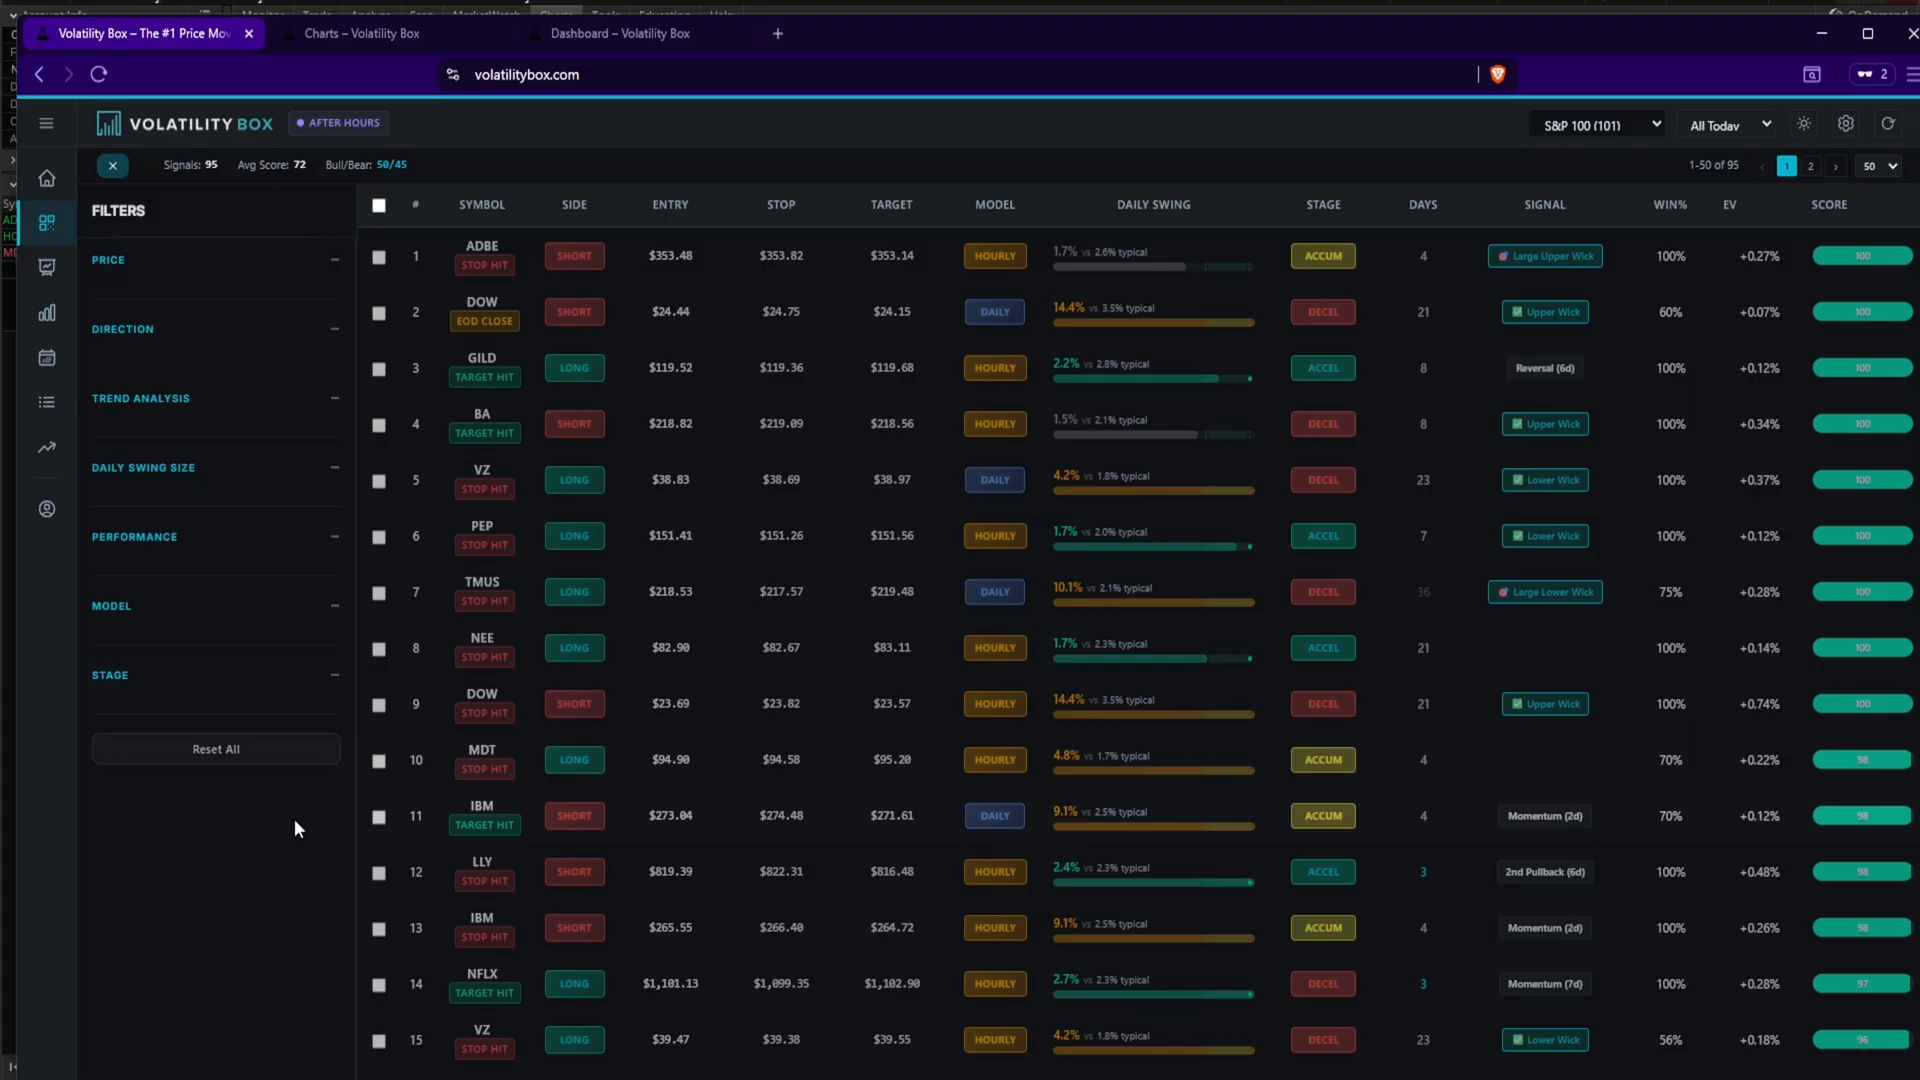 Volatility Box – The #1 Price Mov
Charts – Volatility Box
Dashboard – Volatility Box
volatilitybox.com
2
VOLATILITY BOX
AFTER HOURS
S&P 100 (101)
All Today
Signals: 95 Avg Score: 72 Bull/Bear: 50/45
1-50 of 95 1 2 50
FILTERS
PRICE
DIRECTION
TREND ANALYSIS
DAILY SWING SIZE
PERFORMANCE
MODEL
STAGE
Reset All
# SYMBOL SIDE ENTRY STOP TARGET MODEL DAILY SWING STAGE DAYS SIGNAL WIN% EV SCORE
1 ADBE STOP HIT SHORT $353.48 $353.82 $353.14 HOURLY 1.7% vs 2.6% typical ACCUM 4 Large Upper Wick 100% +0.27% 100
2 DOW EOD CLOSE SHORT $24.44 $24.75 $24.15 DAILY 14.4% vs 3.5% typical DECEL 21 Upper Wick 60% +0.07% 100
3 GILD TARGET HIT LONG $119.52 $119.36 $119.68 HOURLY 2.2% vs 2.8% typical ACCEL 8 Reversal (6d) 100% +0.12% 100
4 BA TARGET HIT SHORT $218.82 $219.09 $218.56 HOURLY 1.5% vs 2.1% typical DECEL 8 Upper Wick 100% +0.34% 100
5 VZ STOP HIT LONG $38.83 $38.69 $38.97 DAILY 4.2% vs 1.8% typical DECEL 23 Lower Wick 100% +0.37% 100
6 PEP STOP HIT LONG $151.41 $151.26 $151.56 HOURLY 1.7% vs 2.0% typical ACCEL 7 Lower Wick 100% +0.12% 100
7 TMUS STOP HIT LONG $218.53 $217.57 $219.48 DAILY 10.1% vs 2.1% typical DECEL 36 Large Lower Wick 75% +0.28% 100
8 NEE STOP HIT LONG $82.90 $82.67 $83.11 HOURLY 1.7% vs 2.3% typical ACCEL 21 100% +0.14% 100
9 DOW STOP HIT SHORT $23.69 $23.82 $23.57 HOURLY 14.4% vs 3.5% typical DECEL 21 Upper Wick 100% +0.74% 100
10 MDT STOP HIT LONG $94.90 $94.58 $95.20 HOURLY 4.8% vs 1.7% typical ACCUM 4 70% +0.22% 98
11 IBM TARGET HIT SHORT $273.04 $274.48 $271.61 DAILY 9.1% vs 2.5% typical ACCUM 4 Momentum (2d) 70% +0.12% 98
12 LLY STOP HIT SHORT $819.39 $822.31 $816.48 HOURLY 2.4% vs 2.3% typical ACCEL 3 2nd Pullback (6d) 100% +0.48% 98
13 IBM STOP HIT SHORT $265.55 $266.40 $264.72 HOURLY 9.1% vs 2.5% typical ACCUM 4 Momentum (2d) 100% +0.26% 98
14 NFLX TARGET HIT LONG $1,101.13 $1,099.35 $1,102.90 HOURLY 2.7% vs 2.3% typical DECEL 3 Momentum (7d) 100% +0.28% 97
15 VZ STOP HIT LONG $39.47 $39.38 $39.55 HOURLY 4.2% vs 1.8% typical DECEL 23 Lower Wick 56% +0.18% 96